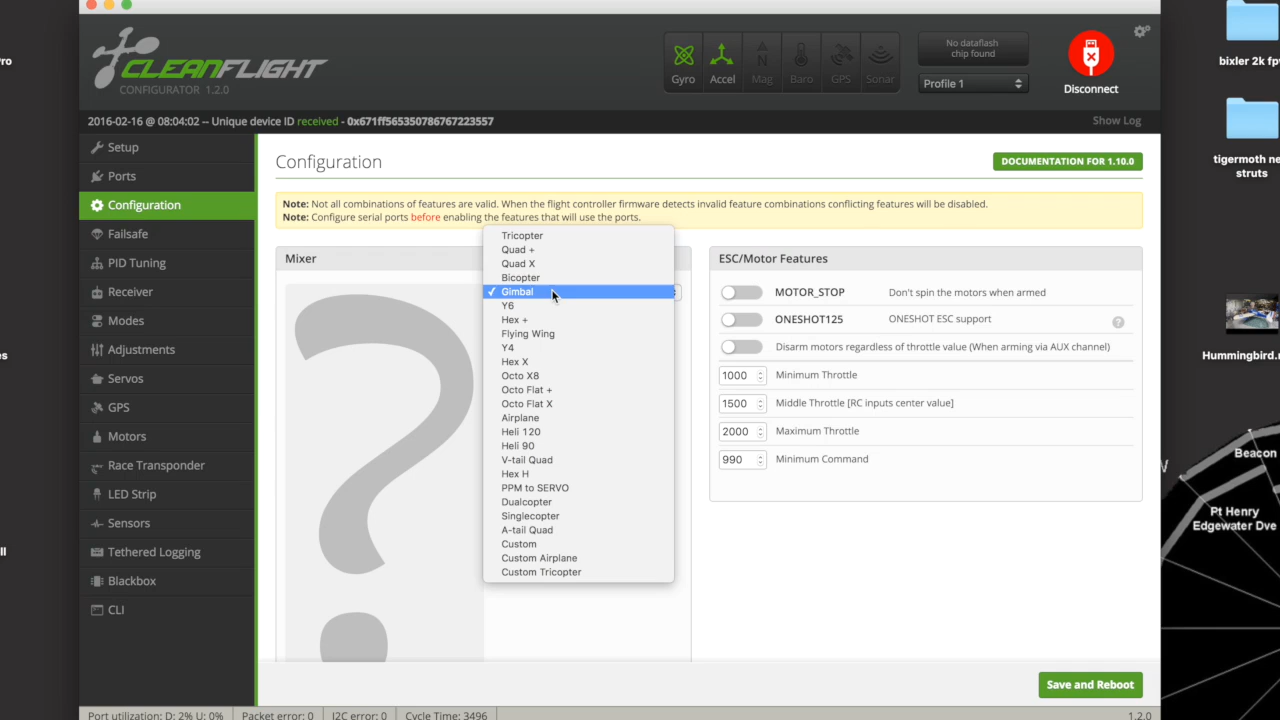 CLEANFLIGHT
CONFIGURATOR 1.2.0
Gyro
Accel
Mag
Baro
GPS
Sonar
No dataflash
chip found
Profile 1
Disconnect
2016-02-16 @ 08:04:02 -- Unique device ID received - 0x671ff565350786767223557
Show Log
Setup
Ports
Configuration
Failsafe
PID Tuning
Receiver
Modes
Adjustments
Servos
GPS
Motors
Race Transponder
LED Strip
Sensors
Tethered Logging
Blackbox
CLI
Configuration
DOCUMENTATION FOR 1.10.0
Note: Not all combinations of features are valid. When the flight controller firmware detects invalid feature combinations conflicting features will be disabled.
Note: Configure serial ports before enabling the features that will use the ports.
Mixer
Tricopter
Quad +
Quad X
Bicopter
✓ Gimbal
Y6
Hex +
Flying Wing
Y4
Hex X
Octo X8
Octo Flat +
Octo Flat X
Airplane
Heli 120
Heli 90
V-tail Quad
Hex H
PPM to SERVO
Dualcopter
Singlecopter
A-tail Quad
Custom
Custom Airplane
Custom Tricopter
?
ESC/Motor Features
MOTOR_STOP Don't spin the motors when armed
ONESHOT125 ONESHOT ESC support
?
Disarm motors regardless of throttle value (When arming via AUX channel)
1000 Minimum Throttle
1500 Middle Throttle [RC inputs center value]
2000 Maximum Throttle
990 Minimum Command
Save and Reboot
Port utilization: D: 2% U: 0%
Packet error: 0
I2C error: 0
Cycle Time: 3496
1.2.0
bixler 2k fp
tigermoth ne
struts
Hummingbird.
Beacon
Pt Henry
Edgewater Dve